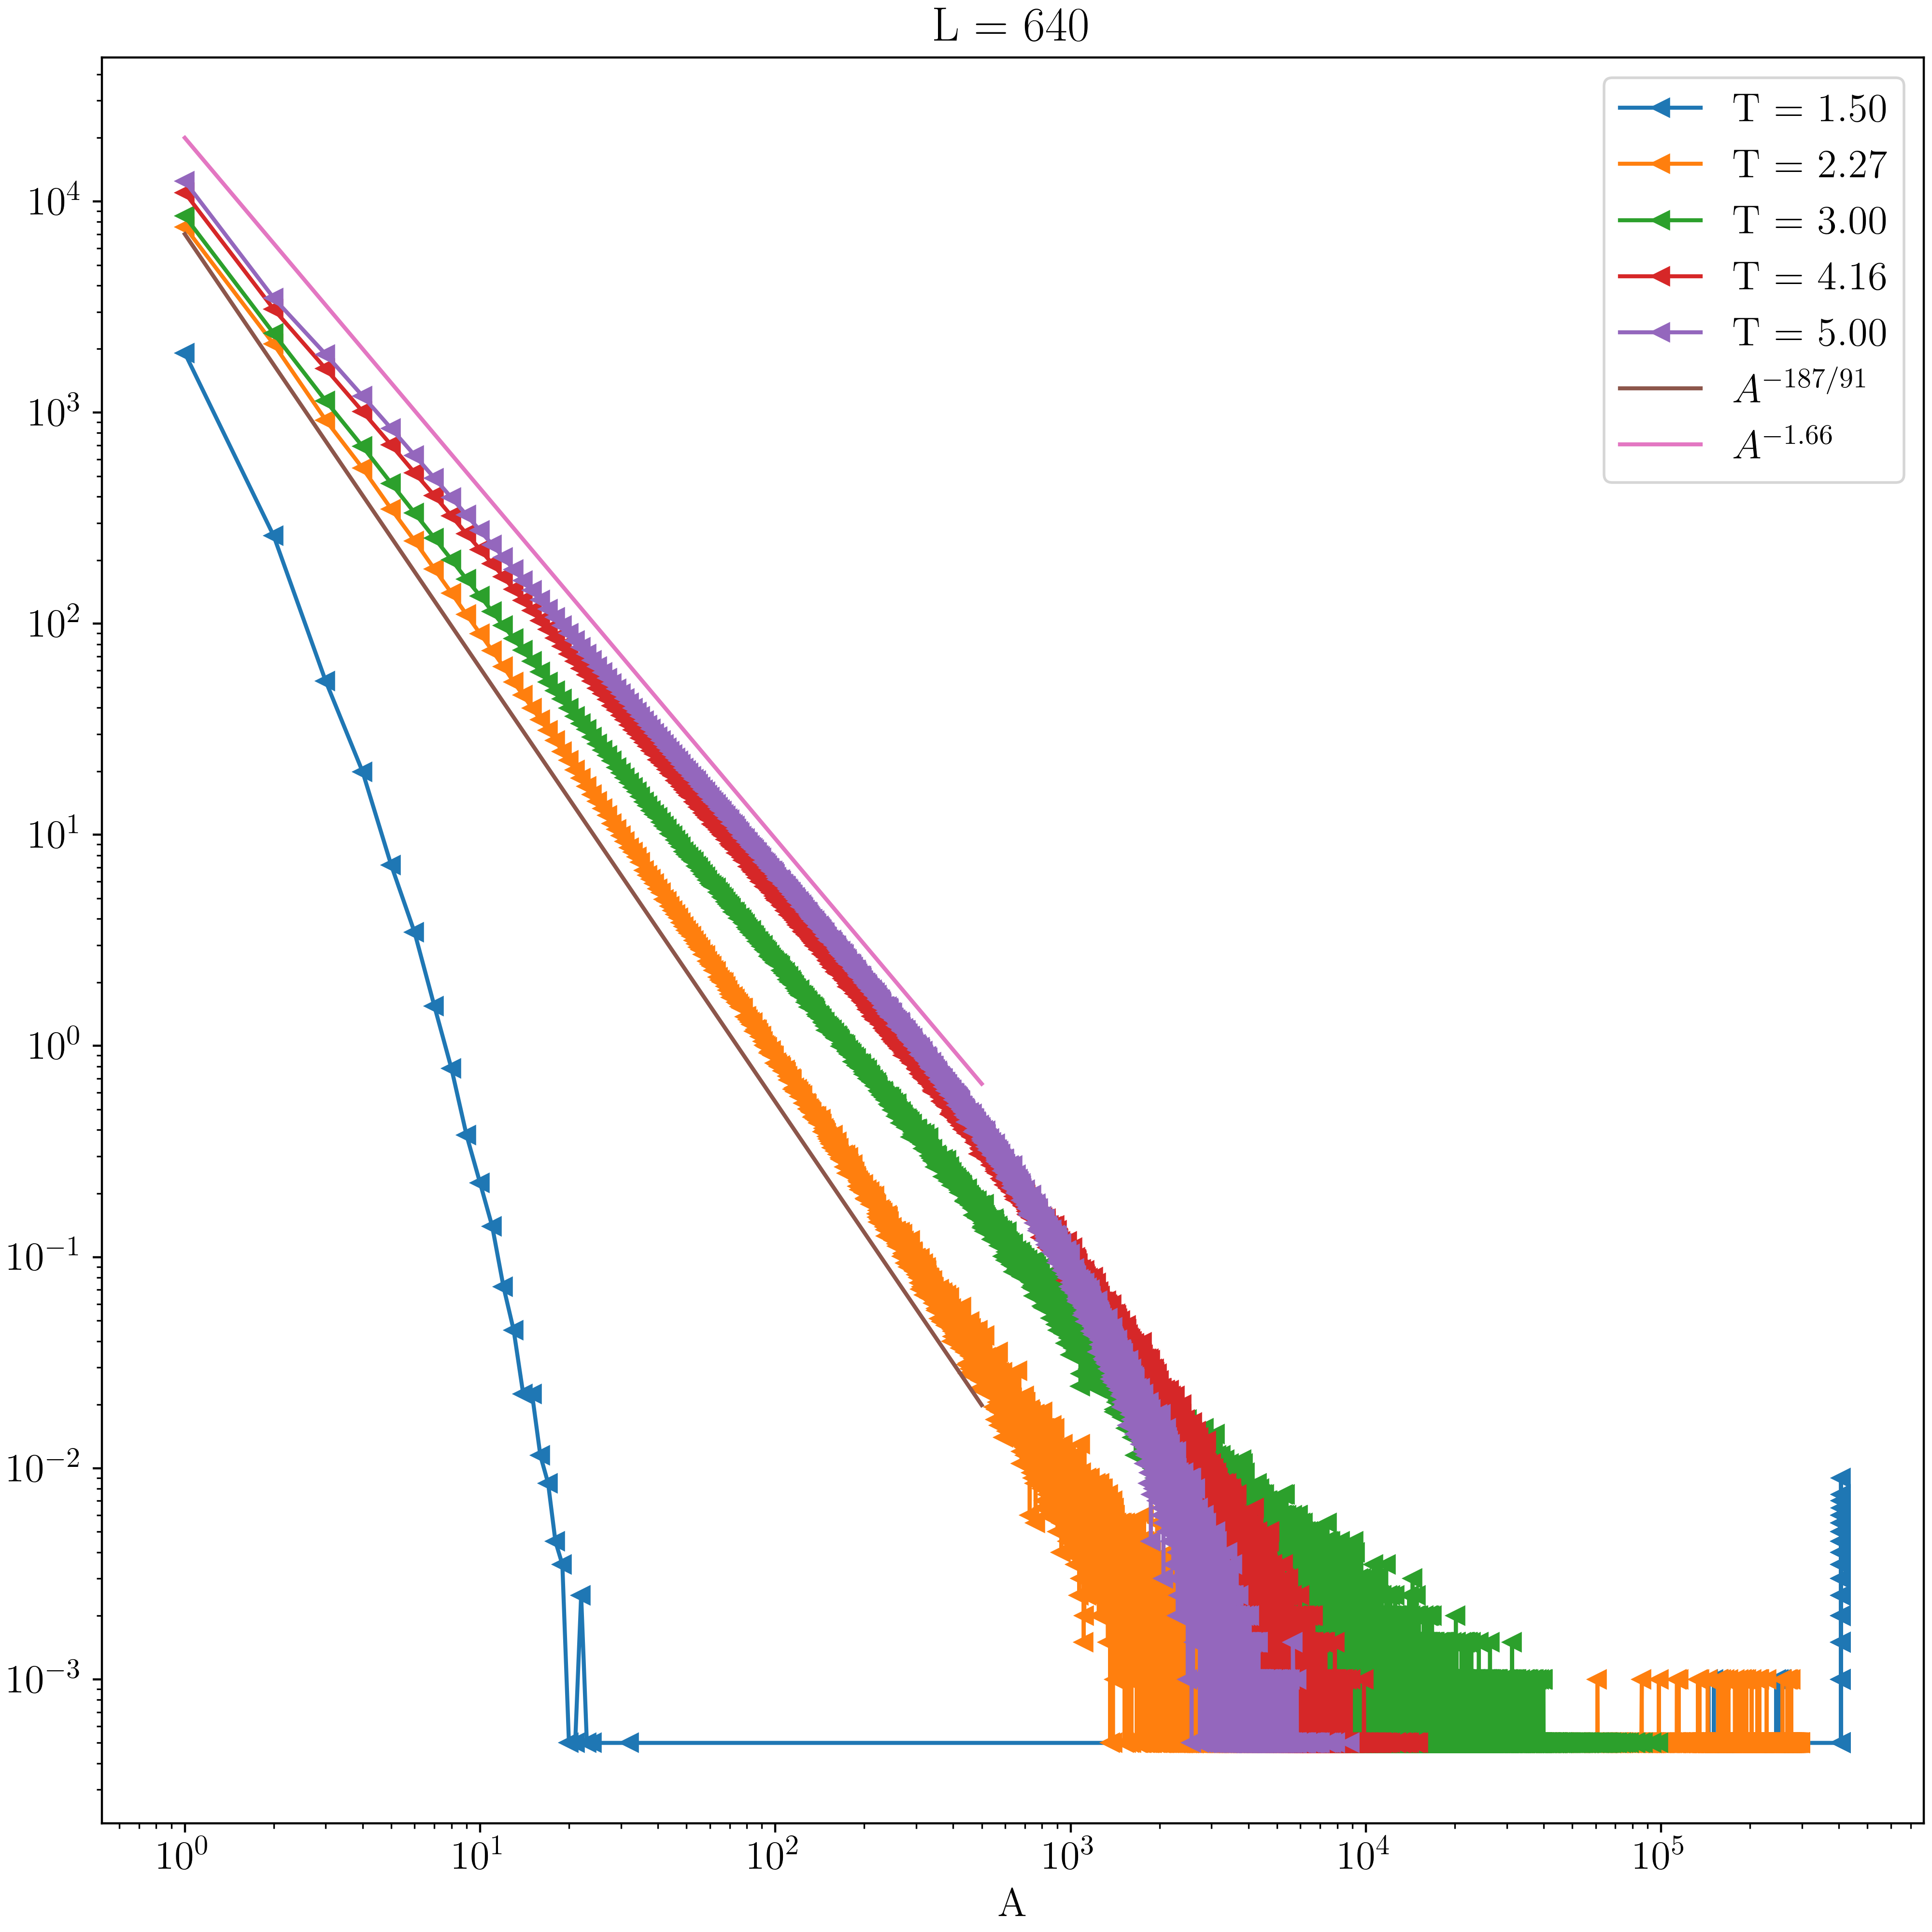 L = 640
T = 1.50
T = 2.27
T = 3.00
T = 4.16
T = 5.00
A^{-187/91}
A^{-1.66}
10^4
10^3
10^2
10^1
10^0
10^{-1}
10^{-2}
10^{-3}
10^0 10^1 10^2 10^3 10^4 10^5
A